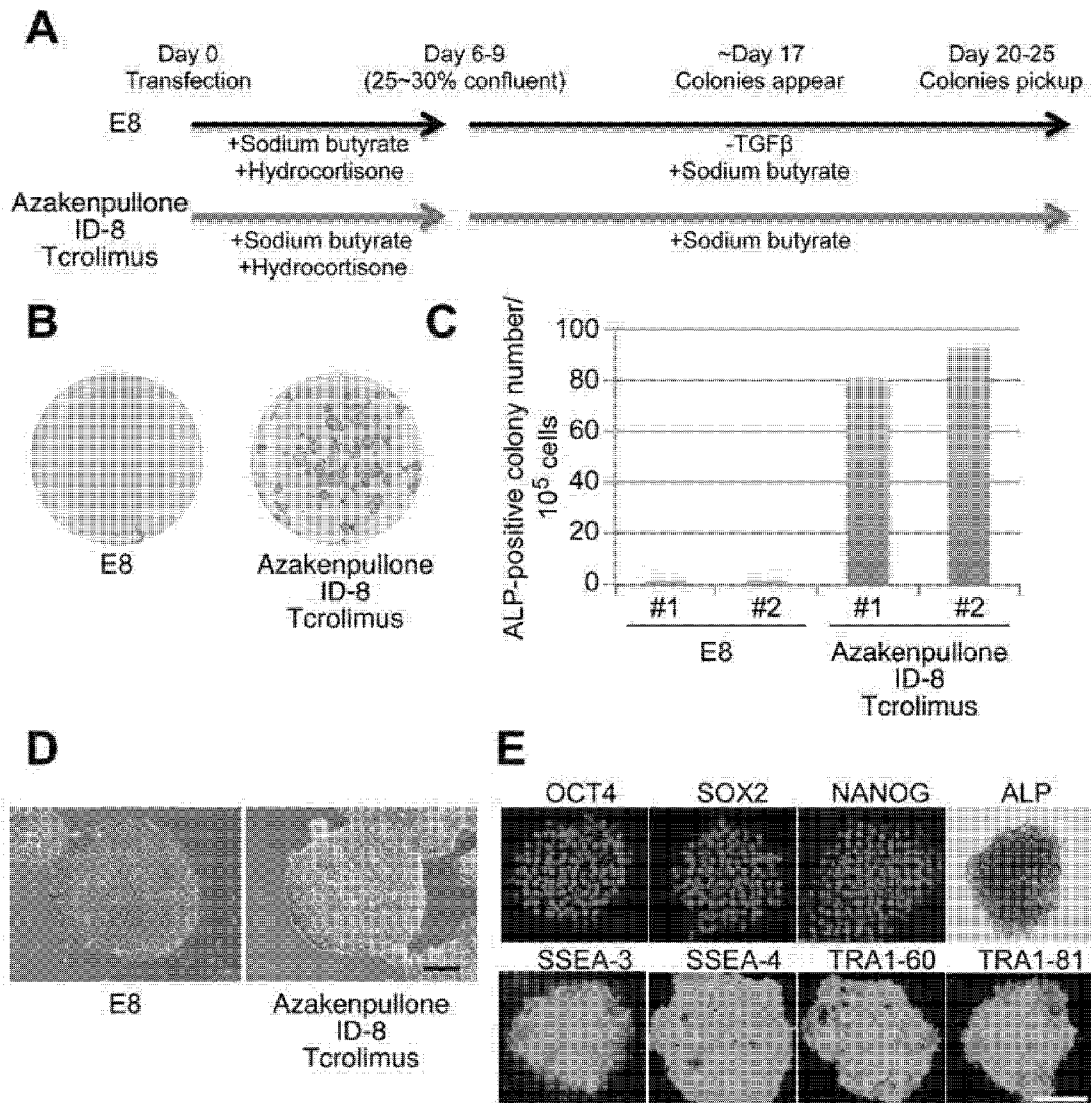 A
Day 0
Transfection
Day 6-9
(25~30% confluent)
~Day 17
Colonies appear
Day 20-25
Colonies pickup
E8
+Sodium butyrate
+Hydrocortisone
-TGFβ
+Sodium butyrate
Azakenpullone
ID-8
Tcrolimus
+Sodium butyrate
+Hydrocortisone
+Sodium butyrate
B
E8
Azakenpullone
ID-8
Tcrolimus
C
ALP-positive colony number/
10⁵ cells
100
80
60
40
20
0
#1
#2
#1
#2
E8
Azakenpullone
ID-8
Tcrolimus
D
E8
Azakenpullone
ID-8
Tcrolimus
E
OCT4
SOX2
NANOG
ALP
SSEA-3
SSEA-4
TRA1-60
TRA1-81